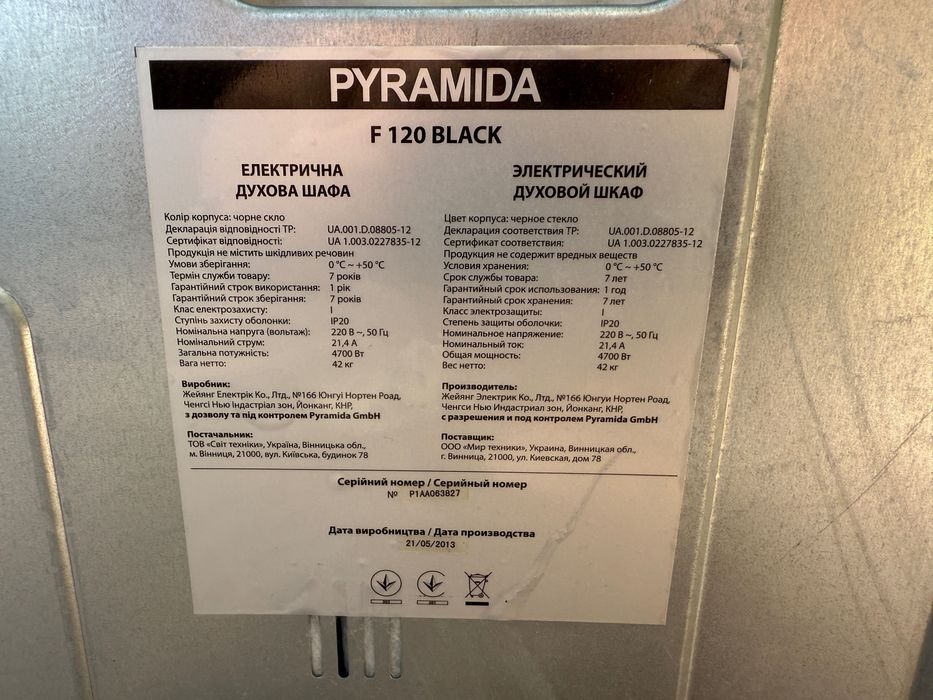 PYRAMIDA
F 120 BLACK
ЕЛЕКТРИЧНА
ДУХОВА ШАФА
Колір корпуса: чорне скло
Декларація відповідності ТР: UA.001.D.08805-12
Сертифікат відповідності: UA 1.003.0227835-12
Продукція не містить шкідливих речовин
Умови зберігання: 0 °C ~ +50 °C
Термін служби товару: 7 років
Гарантійний строк використання: 1 рік
Гарантійний строк зберігання: 7 років
Клас електрозахисту: I
Ступінь захисту оболонки: IP20
Номінальна напруга (вольтаж): 220 В ~, 50 Гц
Номінальний струм: 21,4 А
Загальна потужність: 4700 Вт
Вага нетто: 42 кг
Виробник:
Жейянг Електрік Ко., Лтд., №166 Юнгуі Нортен Роад,
Ченгсі Нью Індастріал зон, Йонканг, КНР,
з дозволу та під контролем Pyramida GmbH
Постачальник:
ТОВ «Світ техніки», Україна, Вінницька обл.,
м. Вінниця, 21000, вул. Київська, будинок 78
ЭЛЕКТРИЧЕСКИЙ
ДУХОВОЙ ШКАФ
Цвет корпуса: черное стекло
Декларация соответствия ТР: UA.001.D.08805-12
Сертификат соответствия: UA 1.003.0227835-12
Продукция не содержит вредных веществ
Условия хранения: 0 °C ~ +50 °C
Срок службы товара: 7 лет
Гарантийный срок использования: 1 год
Гарантийный срок хранения: 7 лет
Класс электрозащиты: I
Степень защиты оболочки: IP20
Номинальное напряжение: 220 В ~, 50 Гц
Номинальный ток: 21,4 А
Общая мощность: 4700 Вт
Вес нетто: 42 кг
Производитель:
Жейянг Электрик Ко., Лтд., №166 Юнгуи Нортен Роад,
Ченгси Нью Индастриал зон, Йонканг, КНР,
с разрешения и под контролем Pyramida GmbH
Поставщик:
ООО «Мир техники», Украина, Винницкая обл.,
г. Винница, 21000, ул. Киевская, дом 78
Серійний номер / Серийный номер
№ P1AA063827
Дата виробництва / Дата производства
21/05/2013